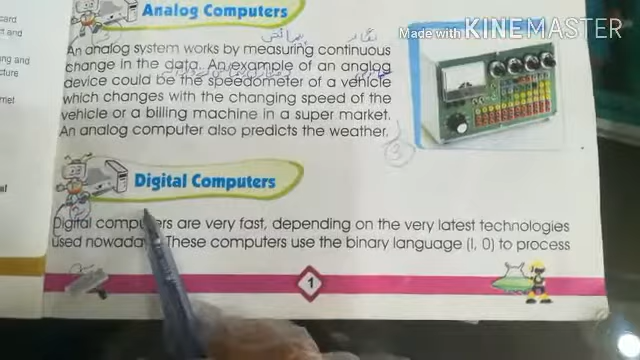 card
Analog Computers
Made with KINEMASTER
An analog system works by measuring continuous
change in the data. An example of an analog
device could be the speedometer of a vehicle
which changes with the changing speed of the
vehicle or a billing machine in a super market.
An analog computer also predicts the weather.
3
Digital Computers
Digital computers are very fast, depending on the very latest technologies
used These computers use the binary language (I, 0) to process
1